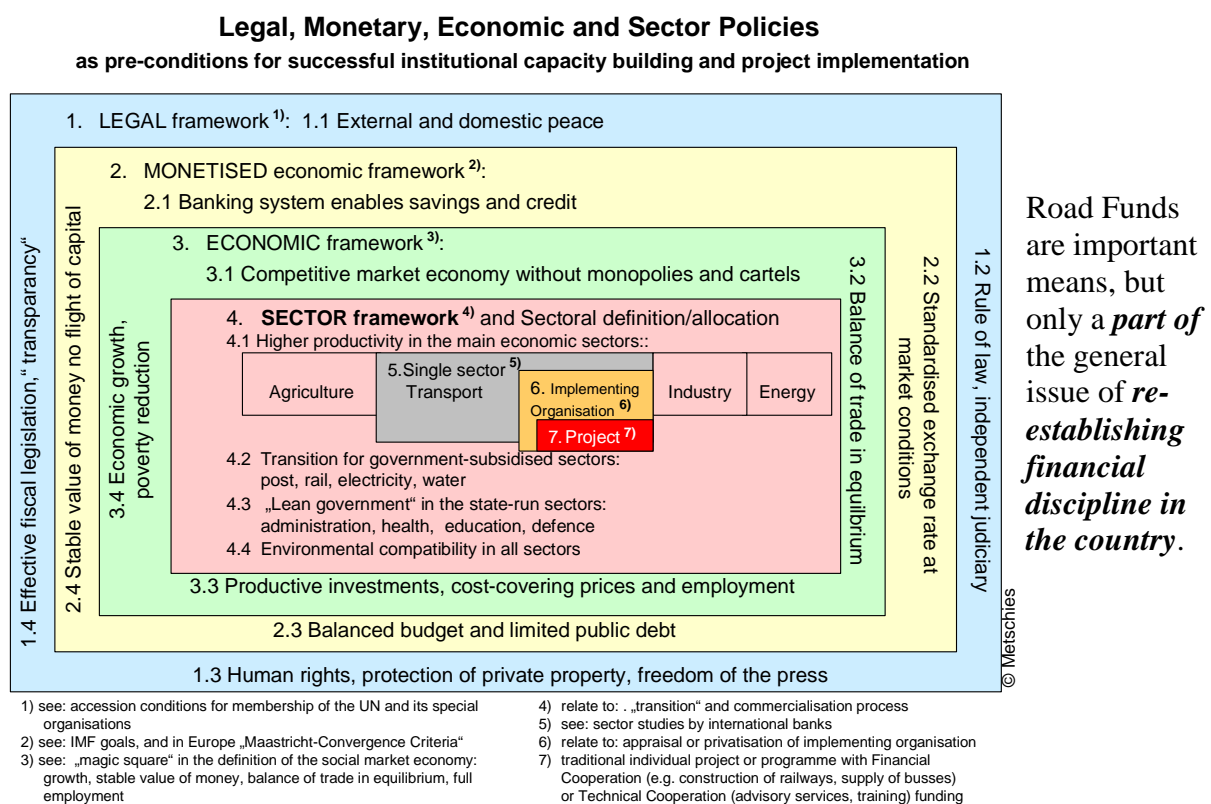 Legal, Monetary, Economic and Sector Policies
as pre-conditions for successful institutional capacity building and project implementation
1. LEGAL framework 1): 1.1 External and domestic peace
2. MONETISED economic framework 2):
2.1 Banking system enables savings and credit
3. ECONOMIC framework 3):
3.1 Competitive market economy without monopolies and cartels
4. SECTOR framework 4) and Sectoral definition/allocation
4.1 Higher productivity in the main economic sectors::
Agriculture
5.Single sector 5)
Transport
6. Implementing
Organisation 6)
7. Project 7)
Industry
Energy
4.2 Transition for government-subsidised sectors:
post, rail, electricity, water
4.3 „Lean government“ in the state-run sectors:
administration, health, education, defence
4.4 Environmental compatibility in all sectors
3.2 Balance of trade in equilbrium
3.3 Productive investments, cost-covering prices and employment
3.4 Economic growth,
poverty reduction
2.2 Standardised exchange rate at
market conditions
2.3 Balanced budget and limited public debt
2.4 Stable value of money no flight of capital
1.2 Rule of law, independent judiciary
1.3 Human rights, protection of private property, freedom of the press
1.4 Effective fiscal legislation,“ transparancy“
© Metschies
Road Funds
are important
means, but
only a part of
the general
issue of re-
establishing
financial
discipline in
the country.
1) see: accession conditions for membership of the UN and its special
organisations
2) see: IMF goals, and in Europe „Maastricht-Convergence Criteria“
3) see: „magic square“ in the definition of the social market economy:
growth, stable value of money, balance of trade in equilibrium, full
employment
4) relate to: . „transition“ and commercialisation process
5) see: sector studies by international banks
6) relate to: appraisal or privatisation of implementing organisation
7) traditional individual project or programme with Financial
Cooperation (e.g. construction of railways, supply of busses)
or Technical Cooperation (advisory services, training) funding